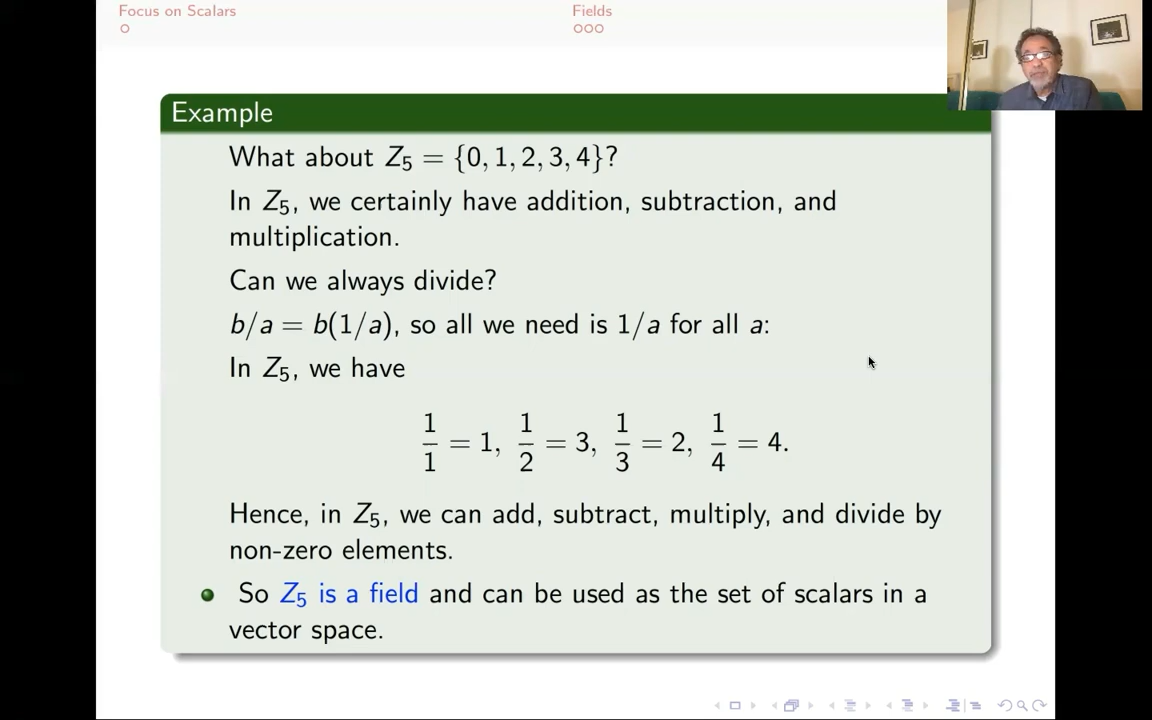 Focus on Scalars
Fields
Example
What about Z₅ = {0, 1, 2, 3, 4}?
In Z₅, we certainly have addition, subtraction, and
multiplication.
Can we always divide?
b/a = b(1/a), so all we need is 1/a for all a:
In Z₅, we have
1/1 = 1, 1/2 = 3, 1/3 = 2, 1/4 = 4.
Hence, in Z₅, we can add, subtract, multiply, and divide by
non-zero elements.
So Z₅ is a field and can be used as the set of scalars in a
vector space.